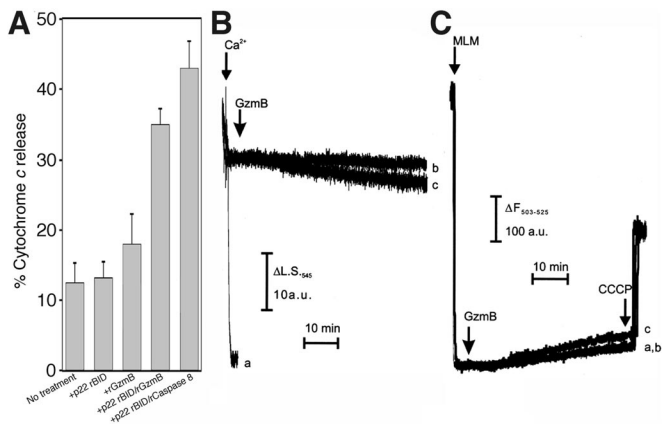 A
B
C
% Cytochrome c release
50
40
30
20
10
0
No treatment
+p22 rBID
+rGzmB
+p22 rBID/rGzmB
+p22 rBID/rCaspase 8
Ca2+
GzmB
b
c
ΔL.S.545
10a.u.
10 min
a
MLM
ΔF503-525
100 a.u.
10 min
CCCP
GzmB
c
a,b